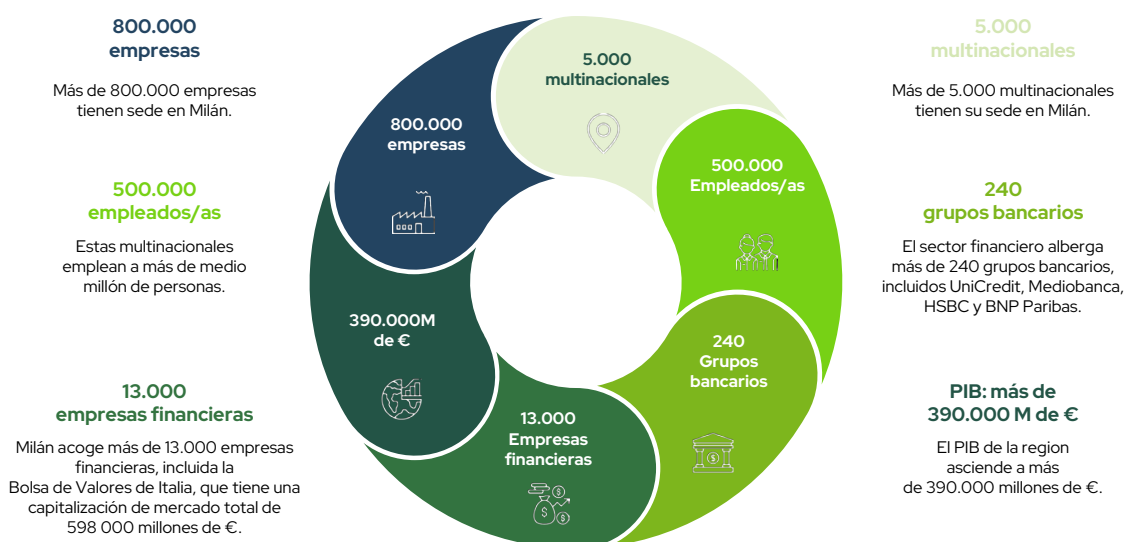 800.000
empresas
Más de 800.000 empresas
tienen sede en Milán.
500.000
empleados/as
Estas multinacionales
emplean a más de medio
millón de personas.
13.000
empresas financieras
Milán acoge más de 13.000 empresas
financieras, incluida la
Bolsa de Valores de Italia, que tiene una
capitalización de mercado total de
598 000 millones de €.
5.000
multinacionales
800.000
empresas
500.000
Empleados/as
390.000M
de €
240
Grupos
bancarios
13.000
Empresas
financieras
5.000
multinacionales
Más de 5.000 multinacionales
tienen su sede en Milán.
240
grupos bancarios
El sector financiero alberga
más de 240 grupos bancarios,
incluidos UniCredit, Mediobanca,
HSBC y BNP Paribas.
PIB: más de
390.000 M de €
El PIB de la region
asciende a más
de 390.000 millones de €.